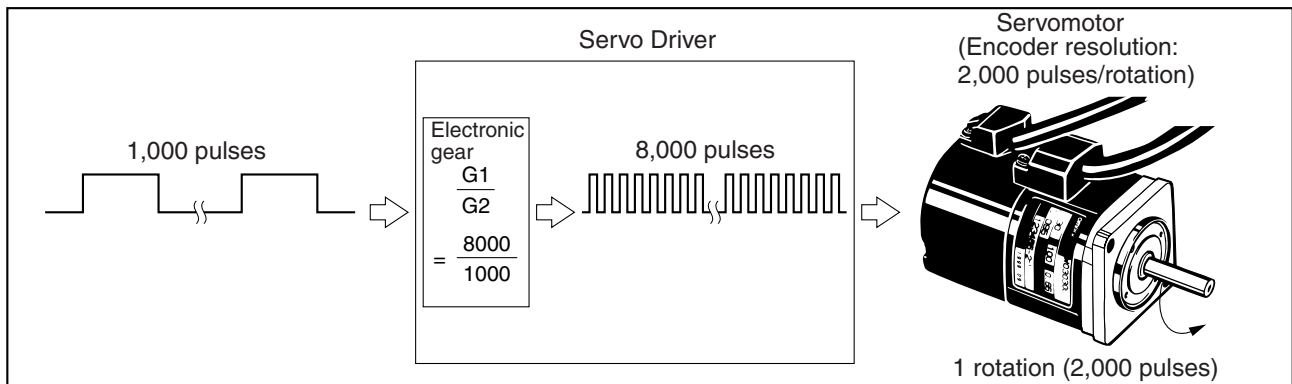 Servomotor
(Encoder resolution:
2,000 pulses/rotation)
Servo Driver
1,000 pulses
Electronic
gear
G1
G2
= 8000
1000
8,000 pulses
1 rotation (2,000 pulses)